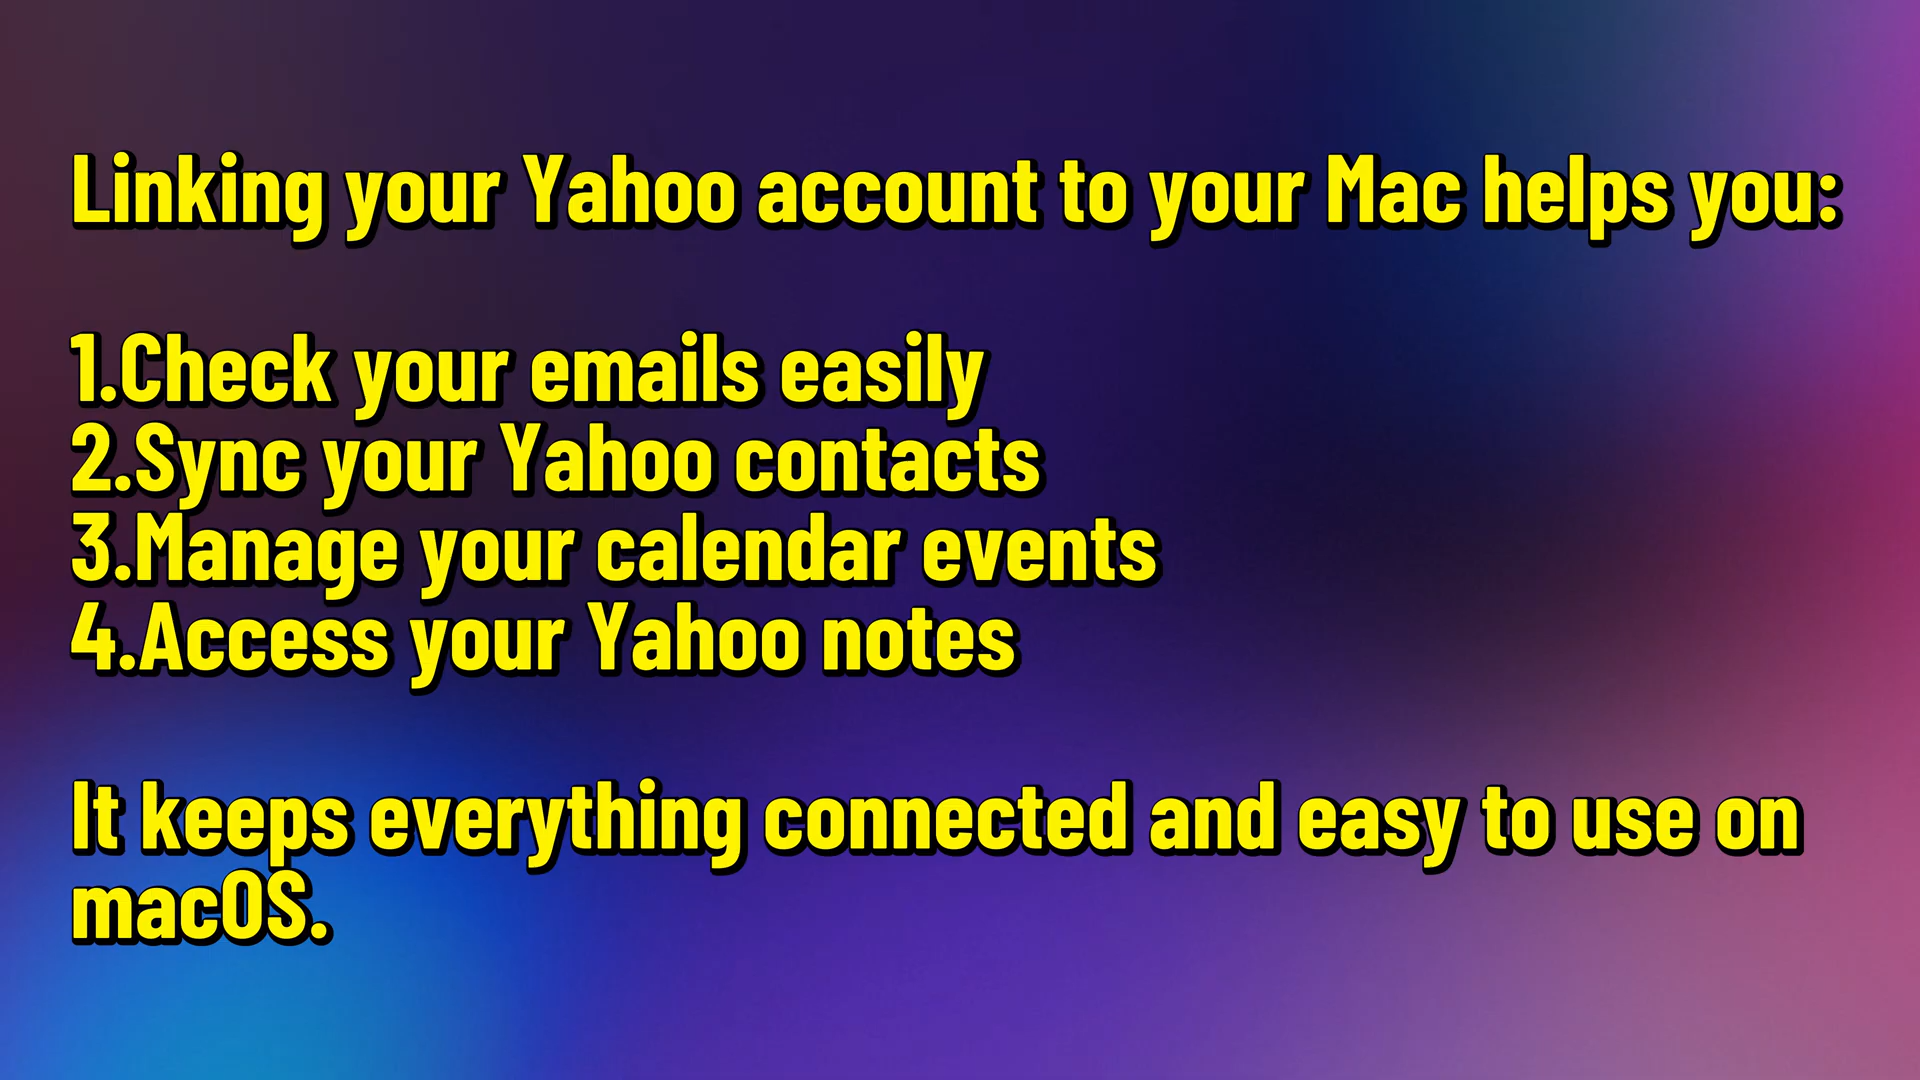 Linking your Yahoo account to your Mac helps you:
1.Check your emails easily
2.Sync your Yahoo contacts
3.Manage your calendar events
4.Access your Yahoo notes
It keeps everything connected and easy to use on
macOS.